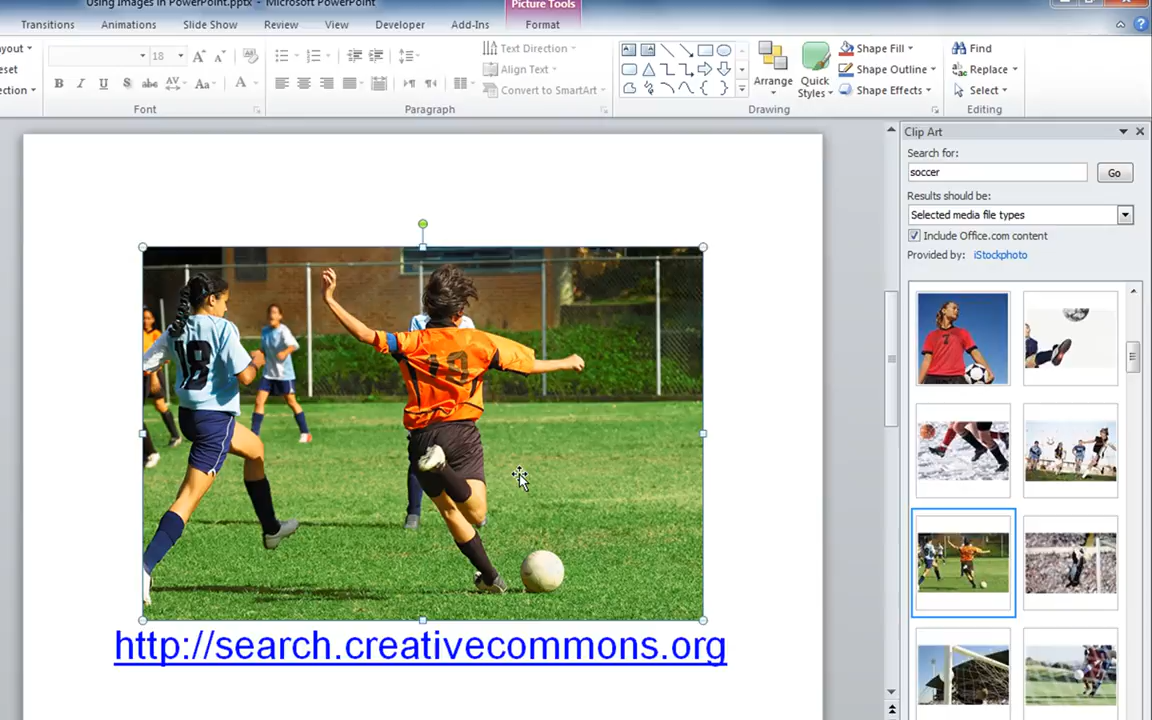 Using Images in PowerPoint.pptx - Microsoft PowerPoint
Picture Tools
Transitions Animations Slide Show Review View Developer Add-Ins Format
ayout
eset
ection
18
B I U S abc AV Aa A
Font
Text Direction
Align Text
Convert to SmartArt
Paragraph
Arrange
Quick
Styles
Shape Fill
Shape Outline
Shape Effects
Drawing
Find
Replace
Select
Editing
Clip Art
Search for:
soccer
Go
Results should be:
Selected media file types
Include Office.com content
Provided by: iStockphoto
18
http://search.creativecommons.org